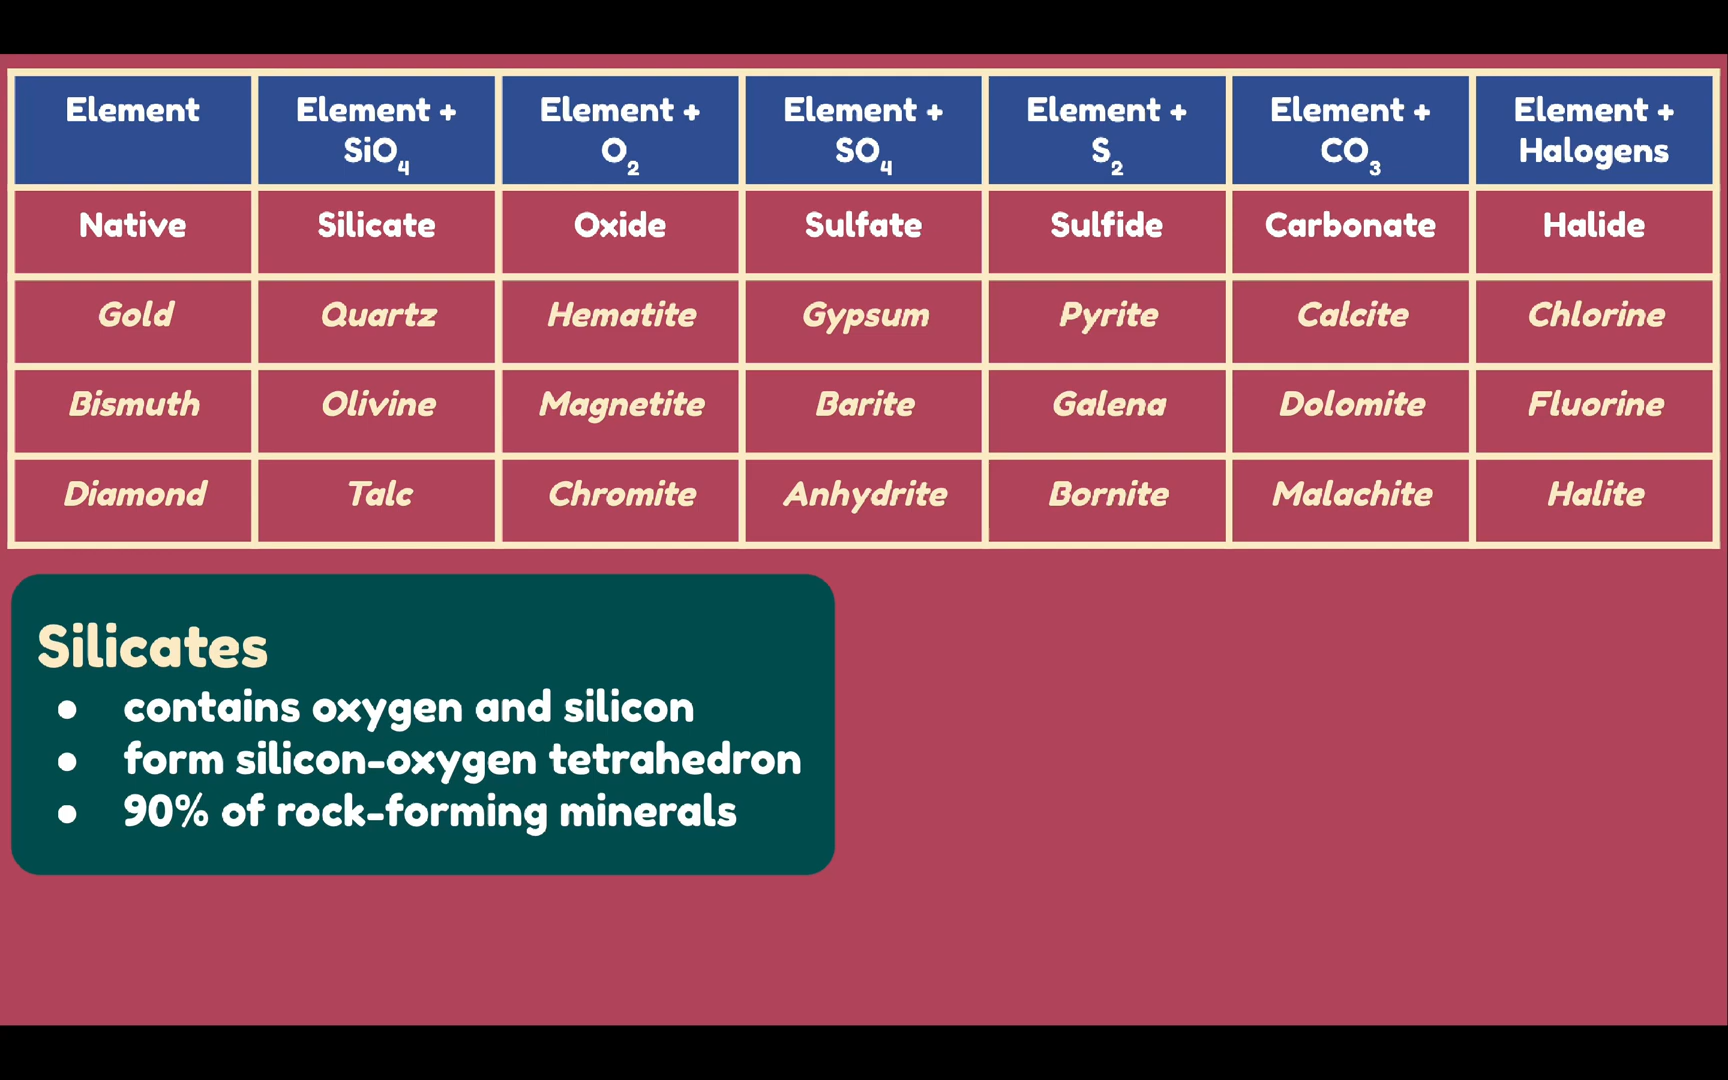 Element
Element +
SiO₄
Element +
O₂
Element +
SO₄
Element +
S₂
Element +
CO₃
Element +
Halogens
Native
Silicate
Oxide
Sulfate
Sulfide
Carbonate
Halide
Gold
Quartz
Hematite
Gypsum
Pyrite
Calcite
Chlorine
Bismuth
Olivine
Magnetite
Barite
Galena
Dolomite
Fluorine
Diamond
Talc
Chromite
Anhydrite
Bornite
Malachite
Halite
Silicates
● contains oxygen and silicon
● form silicon-oxygen tetrahedron
● 90% of rock-forming minerals